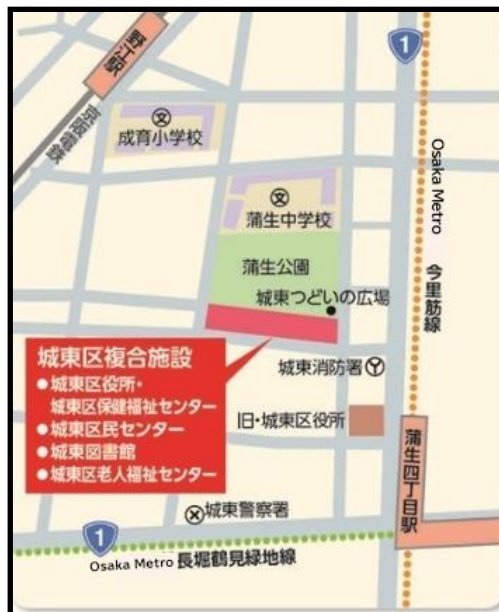 野江駅
京阪電鉄
1
文
成育小学校
Osaka Metro
今里筋線
文
蒲生中学校
蒲生公園
城東つどいの広場
城東区複合施設
●城東区役所・
城東区保健福祉センター
●城東区民センター
●城東図書館
●城東区老人福祉センター
城東消防署
旧・城東区役所
蒲生四丁目駅
城東警察署
1
Osaka Metro 長堀鶴見緑地線